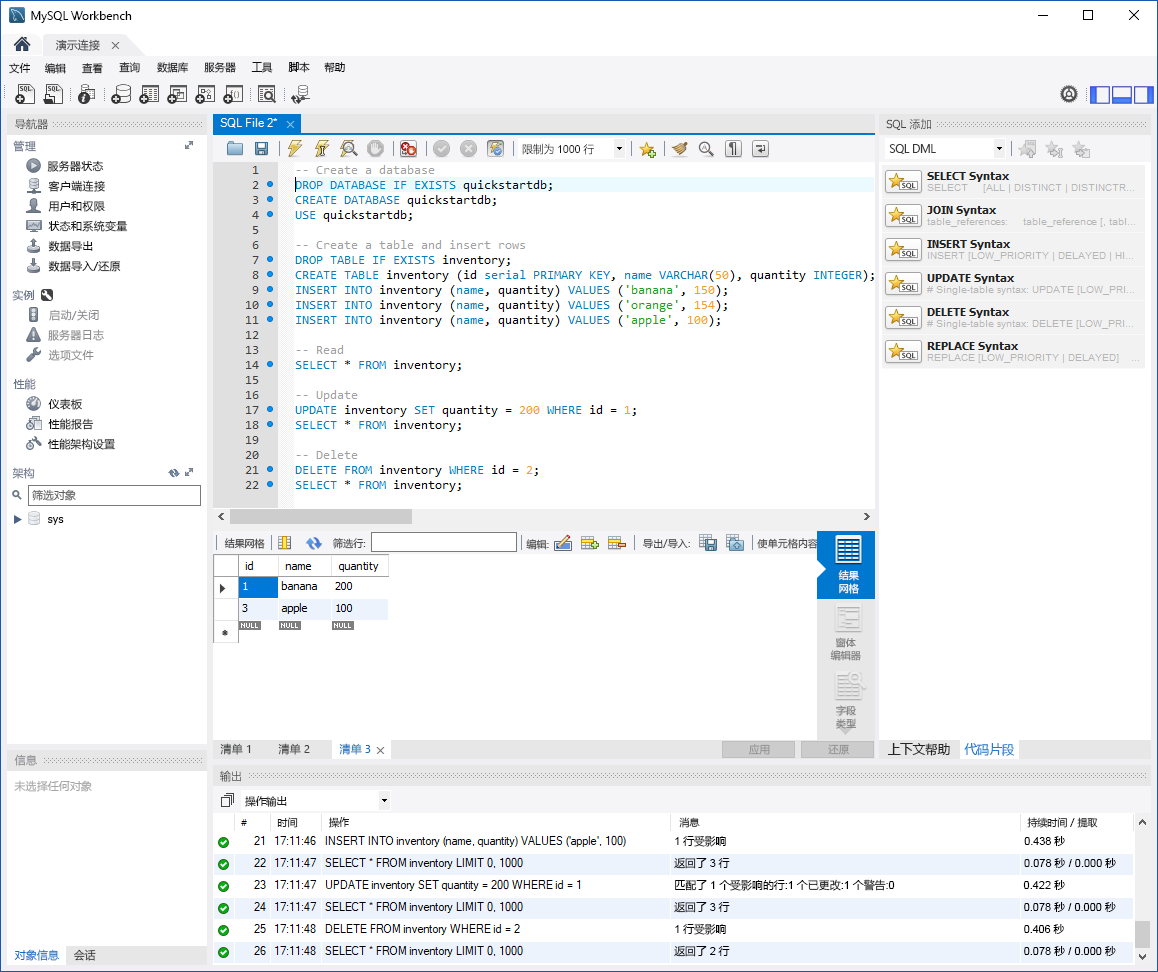 MySQL Workbench
演示连接
文件 编辑 查看 查询 数据库 服务器 工具 脚本 帮助
导航器
管理
服务器状态
客户端连接
用户和权限
状态和系统变量
数据导出
数据导入/还原
实例
启动/关闭
服务器日志
选项文件
性能
仪表板
性能报告
性能架构设置
架构
筛选对象
sys
信息
未选择任何对象
对象信息 会话
SQL File 2*
限制为 1000 行
1 -- Create a database
2 DROP DATABASE IF EXISTS quickstartdb;
3 CREATE DATABASE quickstartdb;
4 USE quickstartdb;
5
6 -- Create a table and insert rows
7 DROP TABLE IF EXISTS inventory;
8 CREATE TABLE inventory (id serial PRIMARY KEY, name VARCHAR(50), quantity INTEGER);
9 INSERT INTO inventory (name, quantity) VALUES ('banana', 150);
10 INSERT INTO inventory (name, quantity) VALUES ('orange', 154);
11 INSERT INTO inventory (name, quantity) VALUES ('apple', 100);
12
13 -- Read
14 SELECT * FROM inventory;
15
16 -- Update
17 UPDATE inventory SET quantity = 200 WHERE id = 1;
18 SELECT * FROM inventory;
19
20 -- Delete
21 DELETE FROM inventory WHERE id = 2;
22 SELECT * FROM inventory;
结果网格 筛选行: 编辑: 导出/导入: 使单元格内容
id name quantity
1 banana 200
3 apple 100
NULL NULL NULL
结果
网格
窗体
编辑器
字段
类型
清单 1 清单 2 清单 3 应用 还原
SQL 添加
SQL DML
SELECT Syntax
SELECT [ALL | DISTINCT | DISTINCTR...
JOIN Syntax
table_references: table_reference [, tabl...
INSERT Syntax
INSERT [LOW_PRIORITY | DELAYED | HI...
UPDATE Syntax
# Single-table syntax: UPDATE [LOW_PRI...
DELETE Syntax
# Single-table syntax: DELETE [LOW_PRI...
REPLACE Syntax
REPLACE [LOW_PRIORITY | DELAYED] ...
上下文帮助 代码片段
输出
操作输出
# 时间 操作 消息 持续时间 / 提取
21 17:11:46 INSERT INTO inventory (name, quantity) VALUES ('apple', 100) 1 行受影响 0.438 秒
22 17:11:47 SELECT * FROM inventory LIMIT 0, 1000 返回了 3 行 0.078 秒 / 0.000 秒
23 17:11:47 UPDATE inventory SET quantity = 200 WHERE id = 1 匹配了 1 个受影响的行:1 个已更改:1 个警告:0 0.422 秒
24 17:11:47 SELECT * FROM inventory LIMIT 0, 1000 返回了 3 行 0.078 秒 / 0.000 秒
25 17:11:48 DELETE FROM inventory WHERE id = 2 1 行受影响 0.406 秒
26 17:11:48 SELECT * FROM inventory LIMIT 0, 1000 返回了 2 行 0.078 秒 / 0.000 秒